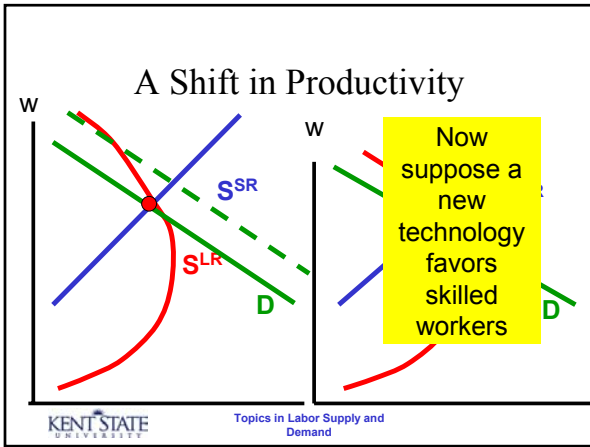 A Shift in Productivity
w
S^SR
S^LR
D
w
Now
suppose a
new
technology
favors
skilled
workers
D
KENT STATE
UNIVERSITY
Topics in Labor Supply and
Demand